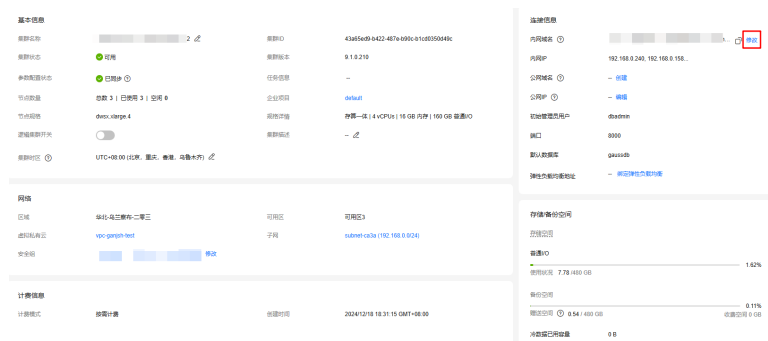 基本信息
集群名称 2
集群ID 43a65ed9-b422-487e-b90c-b1cd0350d49c
集群状态 可用
集群版本 9.1.0.210
参数配置状态 已同步
任务信息 --
节点数量 总数 3 | 已使用 3 | 空闲 0
企业项目 default
节点规格 dwsx.xlarge.4
规格详情 存算一体 | 4 vCPUs | 16 GB 内存 | 160 GB 普通I/O
逻辑集群开关
集群描述 --
集群时区 UTC+08:00 (北京、重庆、香港、乌鲁木齐)
网络
区域 华北-乌兰察布-二零三
可用区 可用区3
虚拟私有云 vpc-ganjsh-test
子网 subnet-ca3a (192.168.0.0/24)
安全组 修改
计费信息
计费模式 按需计费
创建时间 2024/12/18 18:31:15 GMT+08:00
连接信息
内网域名 修改
内网IP 192.168.0.240, 192.168.0.158...
公网域名 -- 创建
公网IP -- 编辑
初始管理员用户 dbadmin
端口 8000
默认数据库 gaussdb
弹性负载均衡地址 -- 绑定弹性负载均衡
存储/备份空间
存储空间
普通I/O
1.62%
使用状况 7.78 /480 GB
备份空间
0.11%
赠送空间 0.54 / 480 GB 收费空间 0 GB
冷数据已用容量 0 B